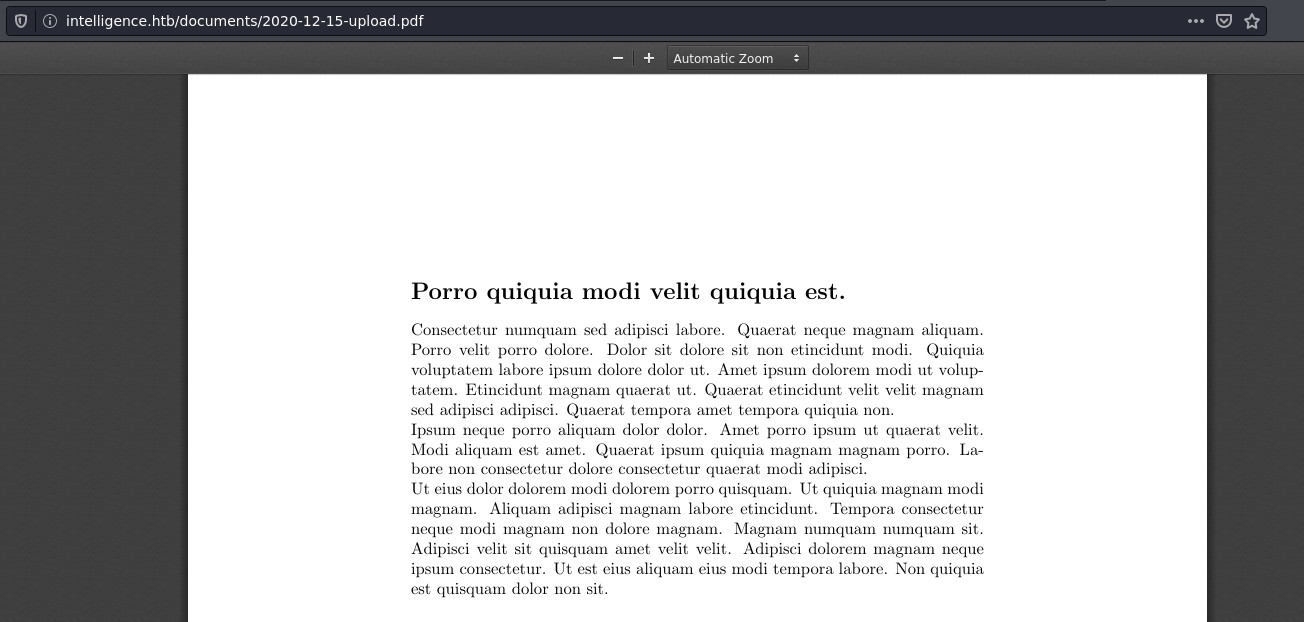 intelligence.htb/documents/2020-12-15-upload.pdf
Automatic Zoom
Porro quiquia modi velit quiquia est.
Consectetur numquam sed adipisci labore. Quaerat neque magnam aliquam.
Porro velit porro dolore. Dolor sit dolore sit non etincidunt modi. Quiquia
voluptatem labore ipsum dolore dolor ut. Amet ipsum dolorem modi ut volup-
tatem. Etincidunt magnam quaerat ut. Quaerat etincidunt velit velit magnam
sed adipisci adipisci. Quaerat tempora amet tempora quiquia non.
Ipsum neque porro aliquam dolor dolor. Amet porro ipsum ut quaerat velit.
Modi aliquam est amet. Quaerat ipsum quiquia magnam magnam porro. La-
bore non consectetur dolore consectetur quaerat modi adipisci.
Ut eius dolor dolorem modi dolorem porro quisquam. Ut quiquia magnam modi
magnam. Aliquam adipisci magnam labore etincidunt. Tempora consectetur
neque modi magnam non dolore magnam. Magnam numquam numquam sit.
Adipisci velit sit quisquam amet velit velit. Adipisci dolorem magnam neque
ipsum consectetur. Ut est eius aliquam eius modi tempora labore. Non quiquia
est quisquam dolor non sit.